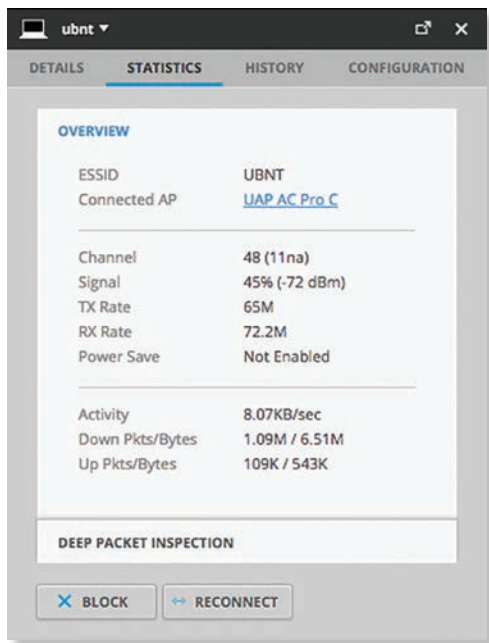 ubnt
DETAILS STATISTICS HISTORY CONFIGURATION
OVERVIEW
ESSID UBNT
Connected AP UAP AC Pro C
Channel 48 (11na)
Signal 45% (-72 dBm)
TX Rate 65M
RX Rate 72.2M
Power Save Not Enabled
Activity 8.07KB/sec
Down Pkts/Bytes 1.09M / 6.51M
Up Pkts/Bytes 109K / 543K
DEEP PACKET INSPECTION
BLOCK RECONNECT